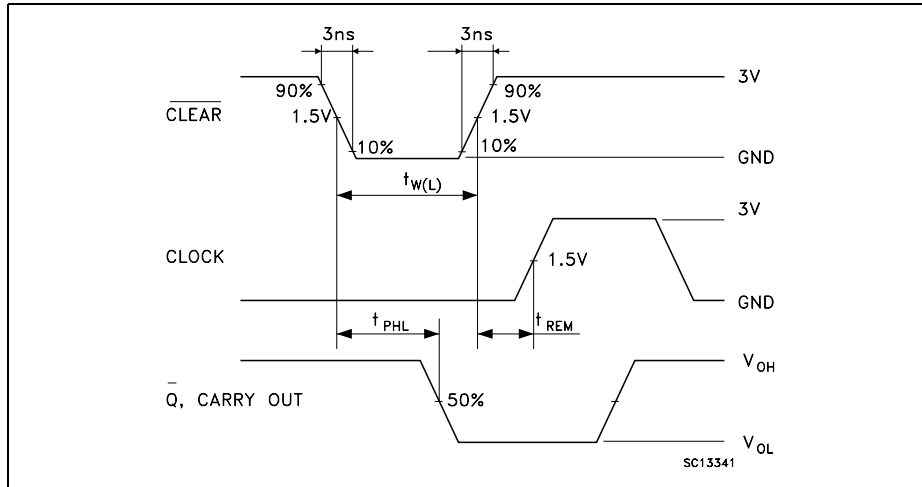 3ns 3ns
3V
90% 90%
CLEAR 1.5V 1.5V
10% 10%
GND
tW(L)
3V
CLOCK 1.5V
GND
tPHL tREM
VOH
Q̄, CARRY OUT 50%
VOL
SC13341